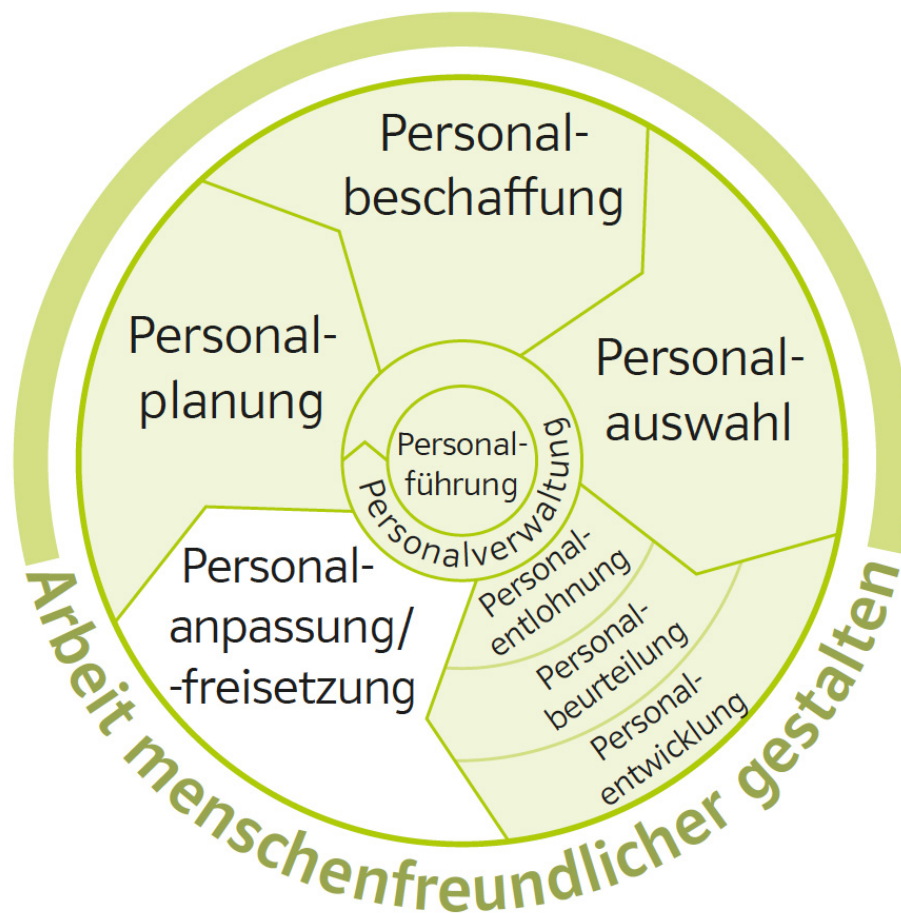 Personal-
beschaffung
Personal-
planung
Personal-
auswahl
Personal-
führung
Personalverwaltung
Personal-
anpassung/
-freisetzung
Personal-
entlohnung
Personal-
beurteilung
Personal-
entwicklung
Arbeit menschenfreundlicher gestalten